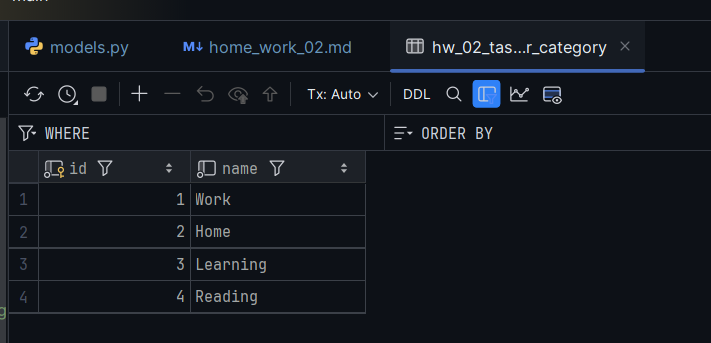 main
models.py M↓ home_work_02.md hw_02_tas...r_category
Tx: Auto DDL
WHERE ORDER BY
id name
1 1 Work
2 2 Home
3 3 Learning
4 4 Reading
g